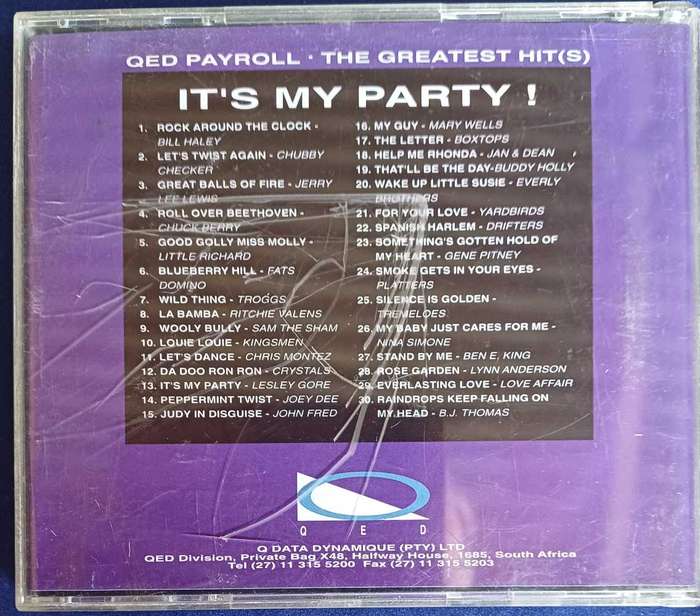 QED PAYROLL · THE GREATEST HIT(S)
IT'S MY PARTY !
1. ROCK AROUND THE CLOCK -
BILL HALEY
2. LET'S TWIST AGAIN - CHUBBY
CHECKER
3. GREAT BALLS OF FIRE - JERRY
LEE LEWIS
4. ROLL OVER BEETHOVEN -
CHUCK BERRY
5. GOOD GOLLY MISS MOLLY -
LITTLE RICHARD
6. BLUEBERRY HILL - FATS
DOMINO
7. WILD THING - TROGGS
8. LA BAMBA - RITCHIE VALENS
9. WOOLY BULLY - SAM THE SHAM
10. LOUIE LOUIE - KINGSMEN
11. LET'S DANCE - CHRIS MONTEZ
12. DA DOO RON RON - CRYSTALS
13. IT'S MY PARTY - LESLEY GORE
14. PEPPERMINT TWIST - JOEY DEE
15. JUDY IN DISGUISE - JOHN FRED
16. MY GUY - MARY WELLS
17. THE LETTER - BOXTOPS
18. HELP ME RHONDA - JAN & DEAN
19. THAT'LL BE THE DAY-BUDDY HOLLY
20. WAKE UP LITTLE SUSIE - EVERLY
BROTHERS
21. FOR YOUR LOVE - YARDBIRDS
22. SPANISH HARLEM - DRIFTERS
23. SOMETHING'S GOTTEN HOLD OF
MY HEART - GENE PITNEY
24. SMOKE GETS IN YOUR EYES -
PLATTERS
25. SILENCE IS GOLDEN -
TREMELOES
26. MY BABY JUST CARES FOR ME -
NINA SIMONE
27. STAND BY ME - BEN E. KING
28. ROSE GARDEN - LYNN ANDERSON
29. EVERLASTING LOVE - LOVE AFFAIR
30. RAINDROPS KEEP FALLING ON
MY HEAD - B.J. THOMAS
Q E D
Q DATA DYNAMIQUE (PTY) LTD
QED Division, Private Bag X48, Halfway House, 1685, South Africa
Tel (27) 11 315 5200 Fax (27) 11 315 5203